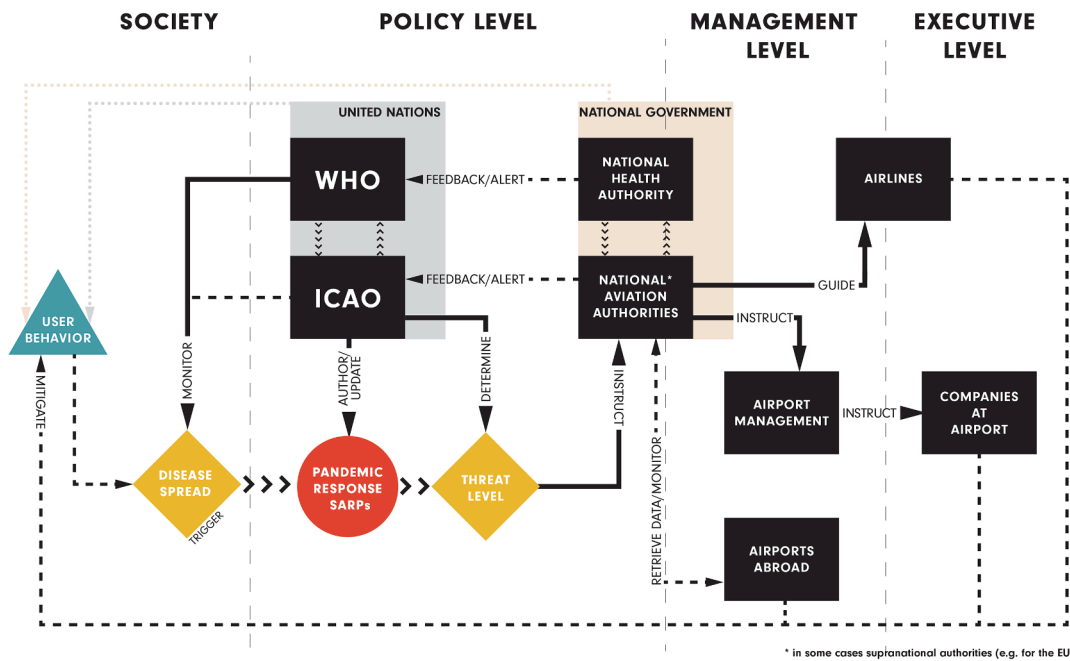 SOCIETY
POLICY LEVEL
MANAGEMENT
LEVEL
EXECUTIVE
LEVEL
UNITED NATIONS
NATIONAL GOVERNMENT
WHO
FEEDBACK/ALERT
NATIONAL
HEALTH
AUTHORITY
AIRLINES
ICAO
FEEDBACK/ALERT
NATIONAL*
AVIATION
AUTHORITIES
GUIDE
INSTRUCT
USER
BEHAVIOR
MITIGATE
MONITOR
AUTHOR/
UPDATE
DETERMINE
INSTRUCT
AIRPORT
MANAGEMENT
INSTRUCT
COMPANIES
AT
AIRPORT
DISEASE
SPREAD
TRIGGER
PANDEMIC
RESPONSE
SARPs
THREAT
LEVEL
RETRIEVE DATA/MONITOR
AIRPORTS
ABROAD
* in some cases supranational authorities (e.g. for the EU